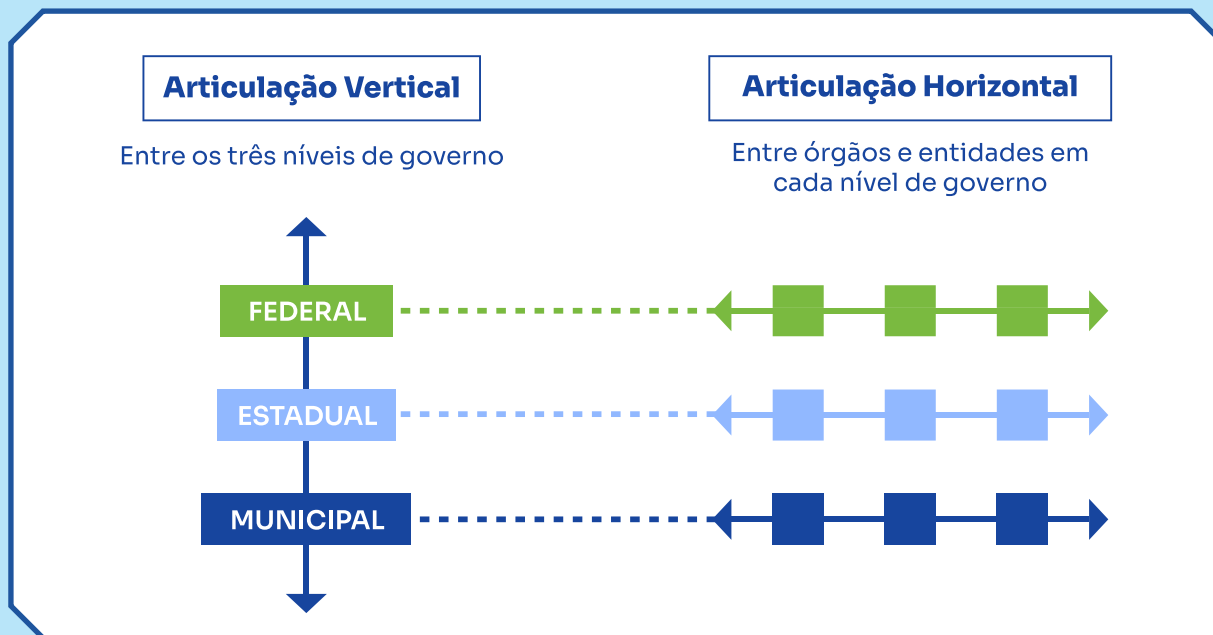 Articulação Vertical
Entre os três níveis de governo
Articulação Horizontal
Entre órgãos e entidades em
cada nível de governo
FEDERAL
ESTADUAL
MUNICIPAL